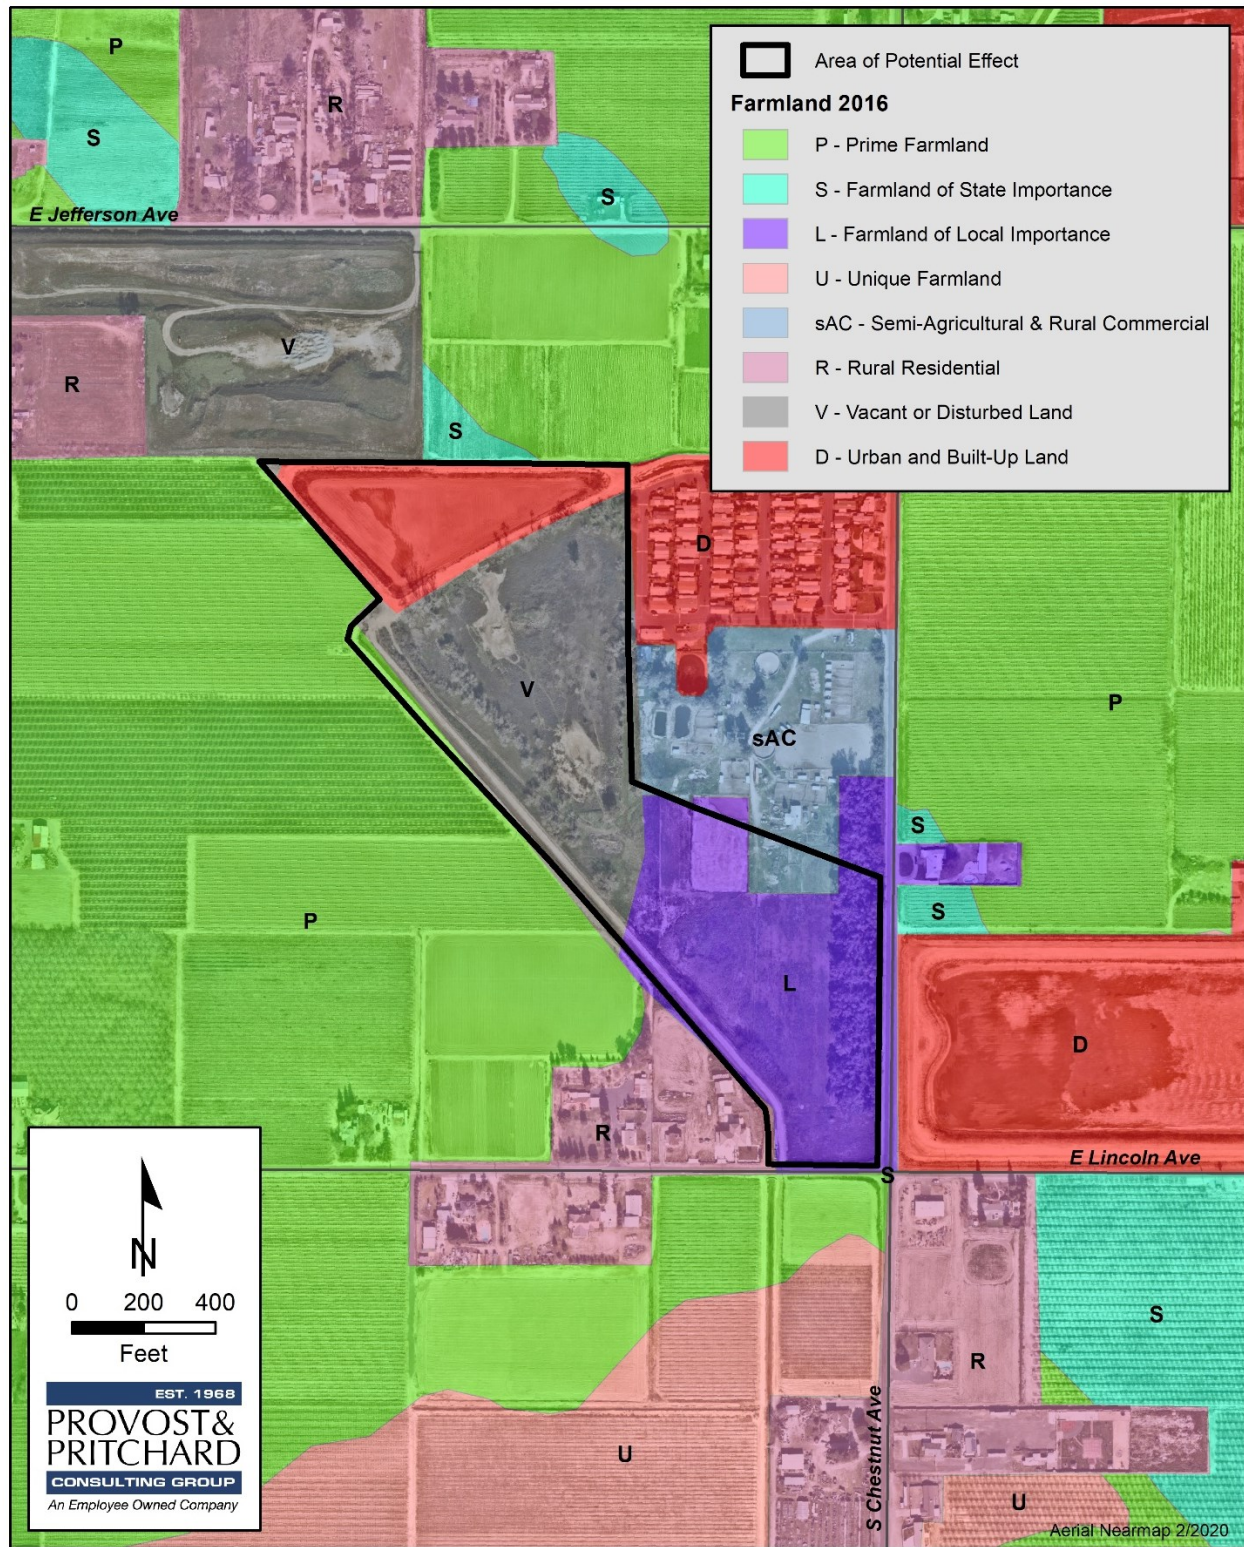 Area of Potential Effect
Farmland 2016
P - Prime Farmland
S - Farmland of State Importance
L - Farmland of Local Importance
U - Unique Farmland
sAC - Semi-Agricultural & Rural Commercial
R - Rural Residential
V - Vacant or Disturbed Land
D - Urban and Built-Up Land
P
R
S
S
E Jefferson Ave
V
R
S
D
V
P
sAC
S
P
S
L
D
R
E Lincoln Ave
S
S
R
U
S Chestnut Ave
U
N
0 200 400
Feet
EST. 1968
PROVOST&
PRITCHARD
CONSULTING GROUP
An Employee Owned Company
Aerial Nearmap 2/2020